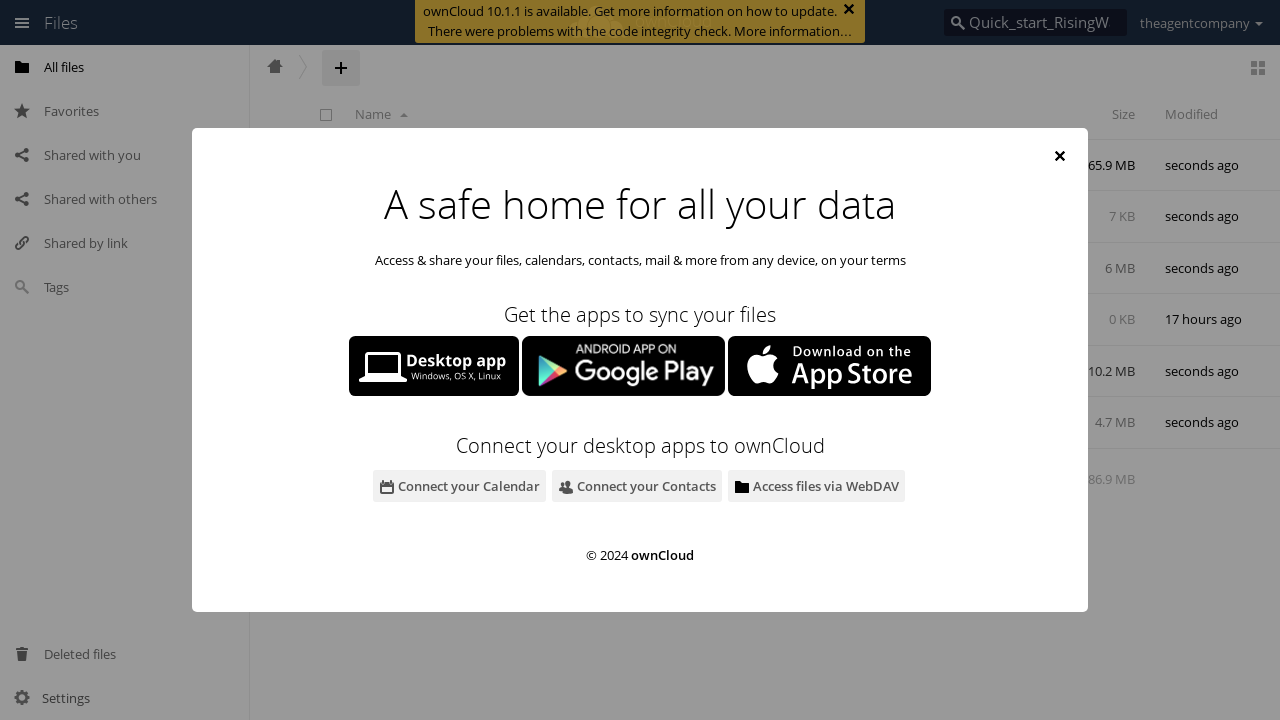 Files
ownCloud 10.1.1 is available. Get more information on how to update.
There were problems with the code integrity check. More information…
Quick_start_RisingW
theagentcompany
All files
Favorites
Shared with you
Shared with others
Shared by link
Tags
Deleted files
Settings
Name
Size
Modified
65.9 MB
seconds ago
7 KB
seconds ago
6 MB
seconds ago
0 KB
17 hours ago
10.2 MB
seconds ago
4.7 MB
seconds ago
86.9 MB
A safe home for all your data
Access & share your files, calendars, contacts, mail & more from any device, on your terms
Get the apps to sync your files
Desktop app
Windows, OS X, Linux
ANDROID APP ON
Google Play
Download on the
App Store
Connect your desktop apps to ownCloud
Connect your Calendar
Connect your Contacts
Access files via WebDAV
© 2024 ownCloud